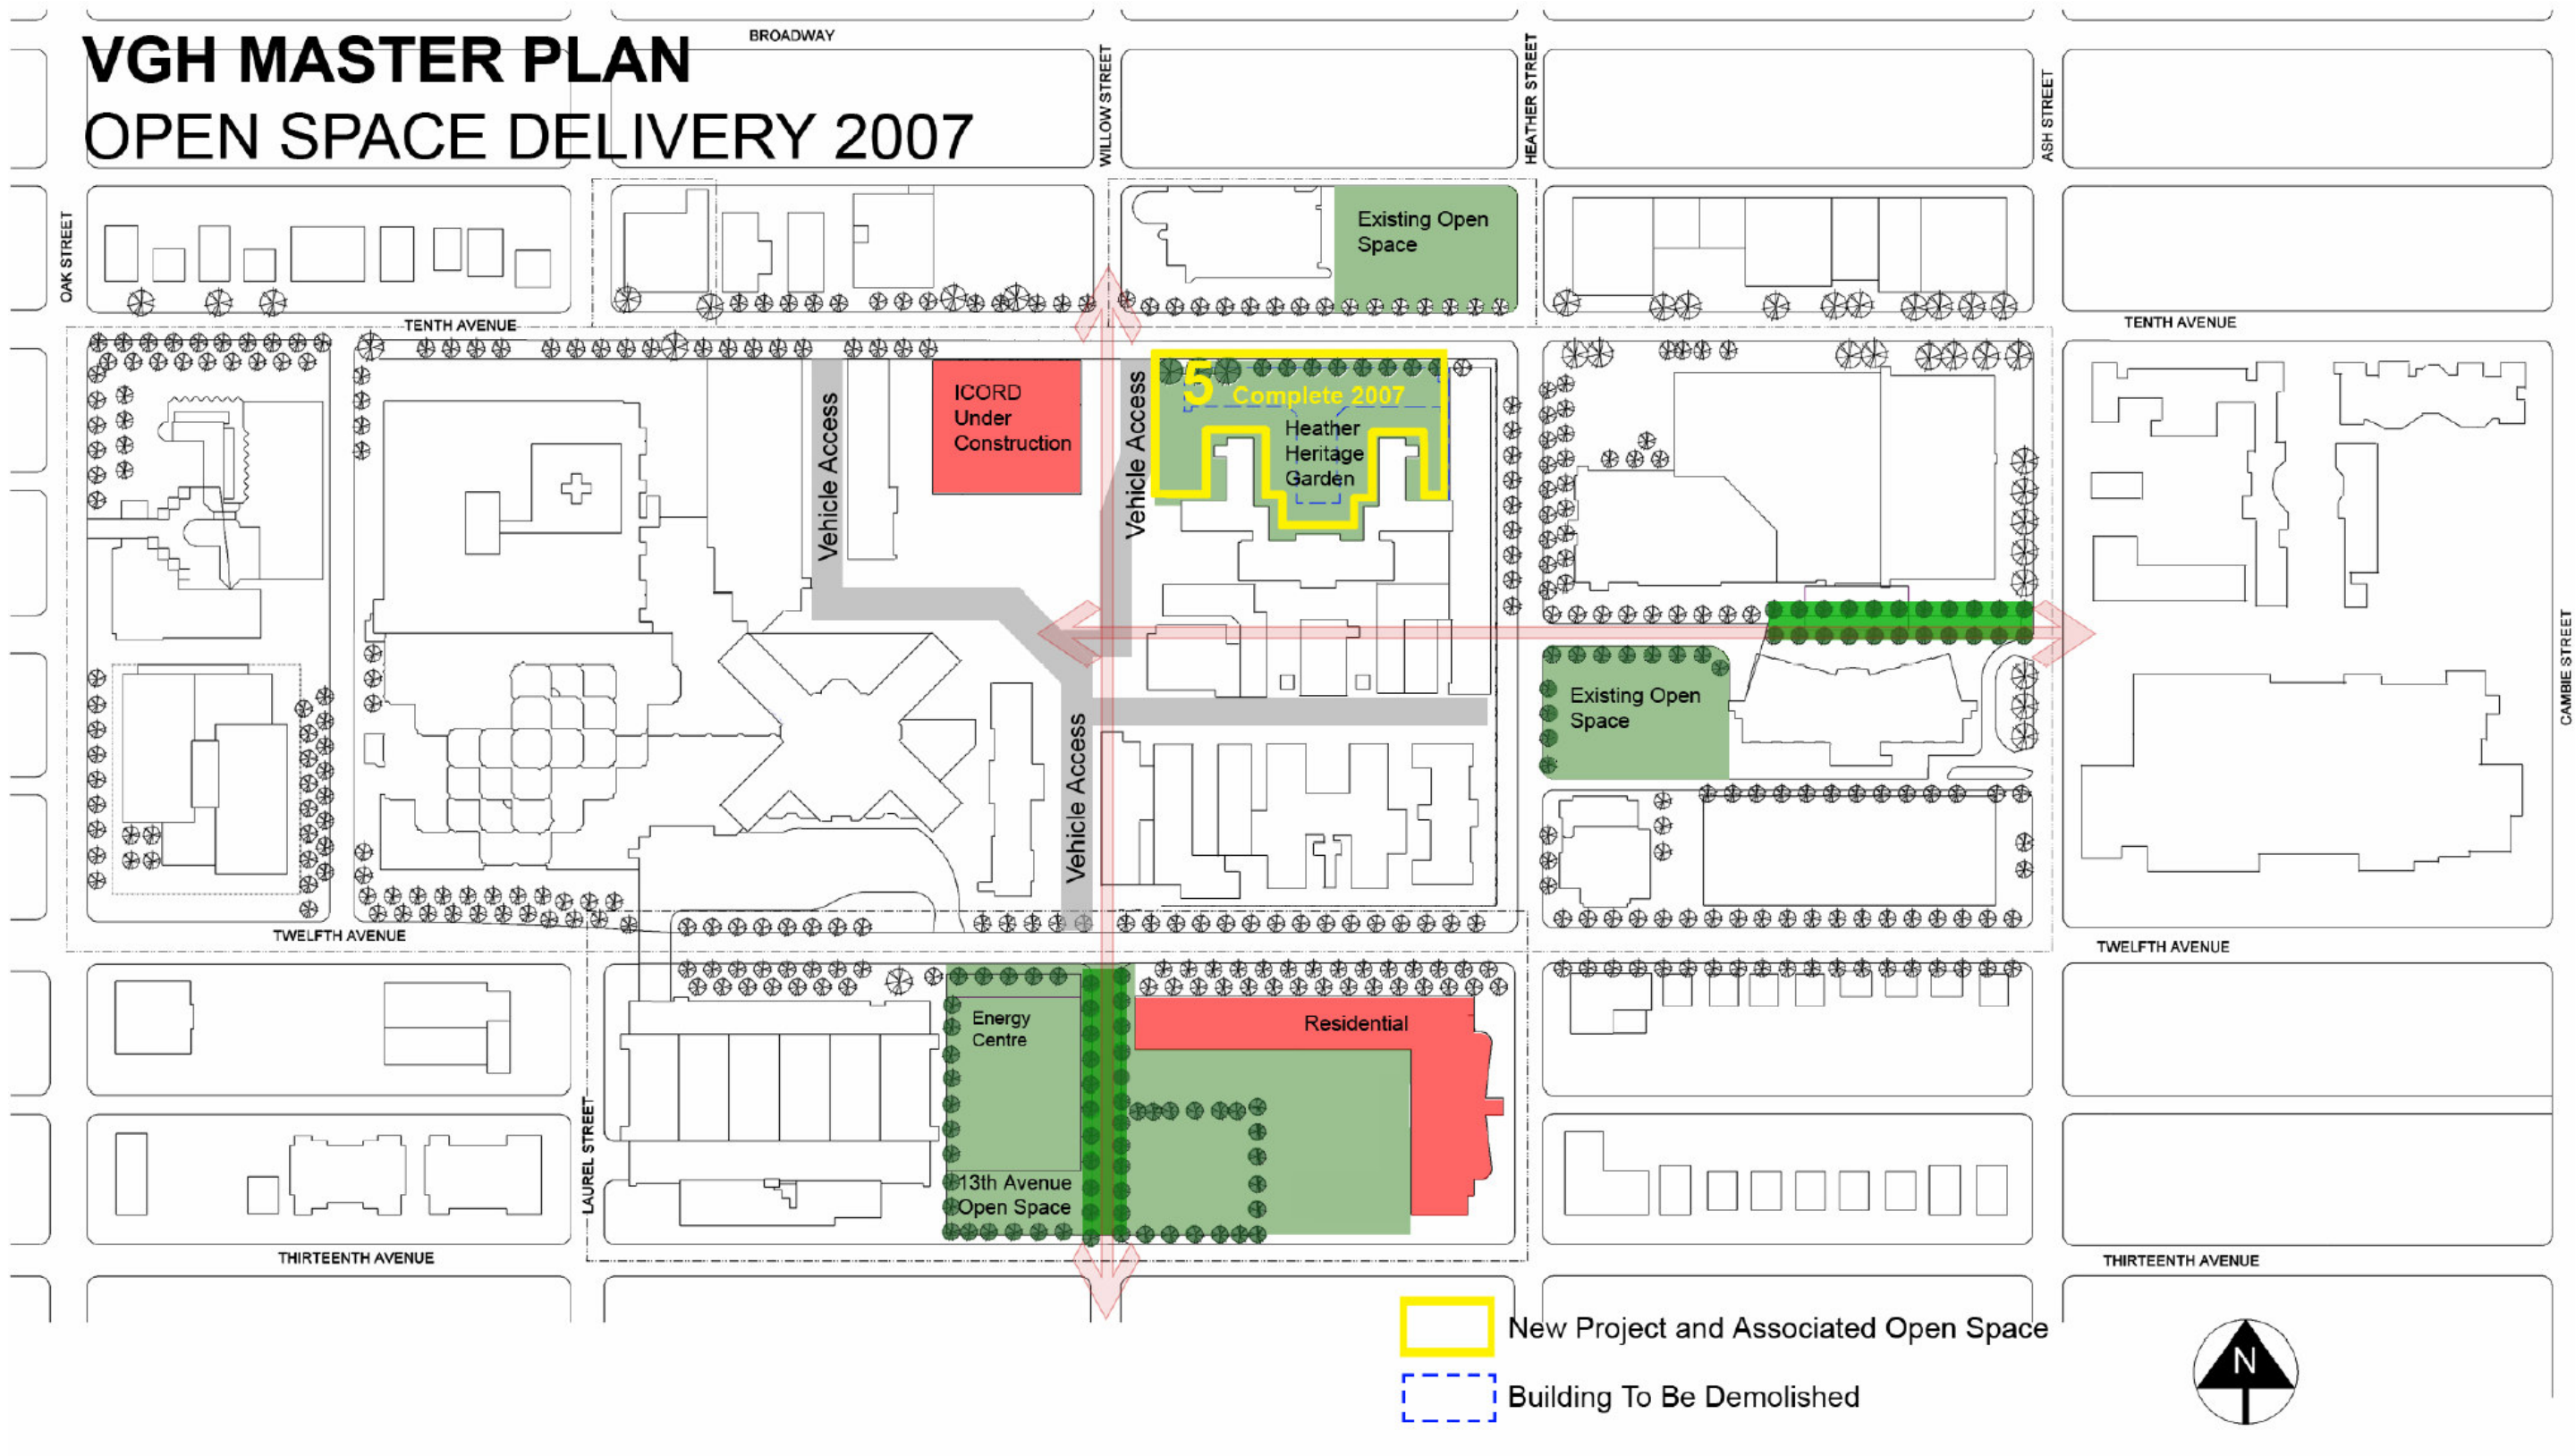 VGH MASTER PLAN
OPEN SPACE DELIVERY 2007
BROADWAY
WILLOW STREET
HEATHER STREET
ASH STREET
OAK STREET
Existing Open
Space
TENTH AVENUE
TENTH AVENUE
Vehicle Access
ICORD
Under
Construction
Vehicle Access
5
Complete 2007
Heather
Heritage
Garden
CAMBIE STREET
Existing Open
Space
Vehicle Access
TWELFTH AVENUE
TWELFTH AVENUE
Energy
Centre
Residential
LAUREL STREET
13th Avenue
Open Space
THIRTEENTH AVENUE
THIRTEENTH AVENUE
New Project and Associated Open Space
Building To Be Demolished
N